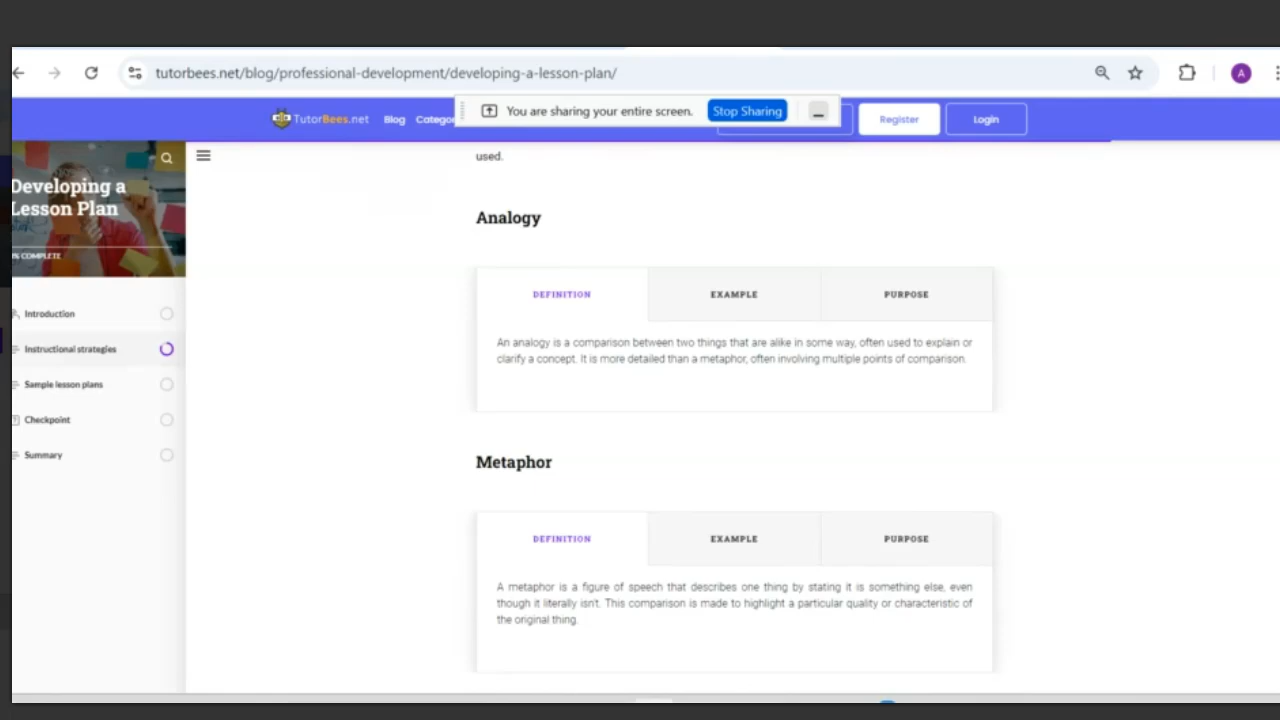 tutorbees.net/blog/professional-development/developing-a-lesson-plan/
A
You are sharing your entire screen.
Stop Sharing
TutorBees.net
Blog
Categor
Register
Login
Developing a
Lesson Plan
% COMPLETE
Introduction
Instructional strategies
Sample lesson plans
Checkpoint
Summary
used.
Analogy
DEFINITION EXAMPLE PURPOSE
An analogy is a comparison between two things that are alike in some way, often used to explain or
clarify a concept. It is more detailed than a metaphor, often involving multiple points of comparison.
Metaphor
DEFINITION EXAMPLE PURPOSE
A metaphor is a figure of speech that describes one thing by stating it is something else, even
though it literally isn't. This comparison is made to highlight a particular quality or characteristic of
the original thing.